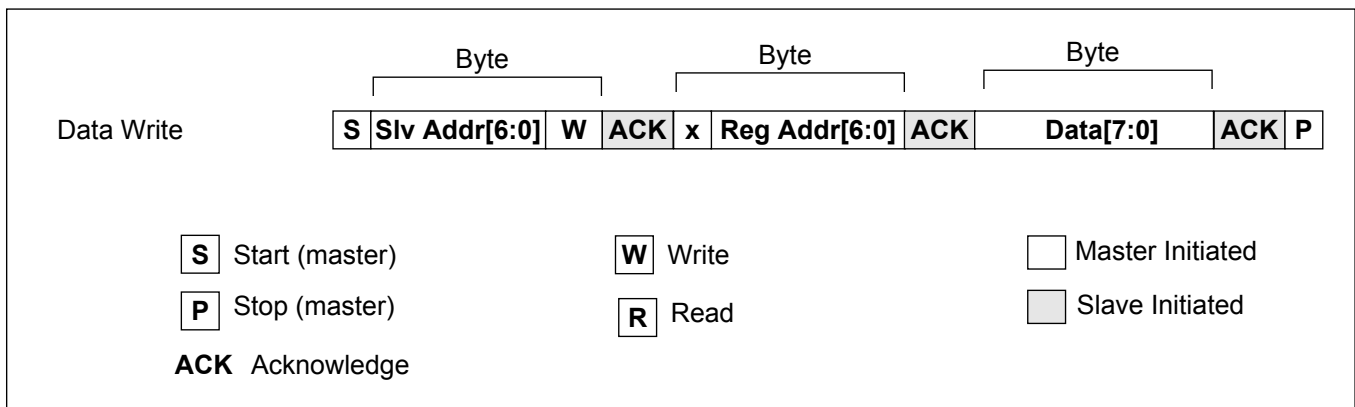 Byte Byte Byte
Data Write S Slv Addr[6:0] W ACK x Reg Addr[6:0] ACK Data[7:0] ACK P
S Start (master) W Write Master Initiated
P Stop (master) R Read Slave Initiated
ACK Acknowledge